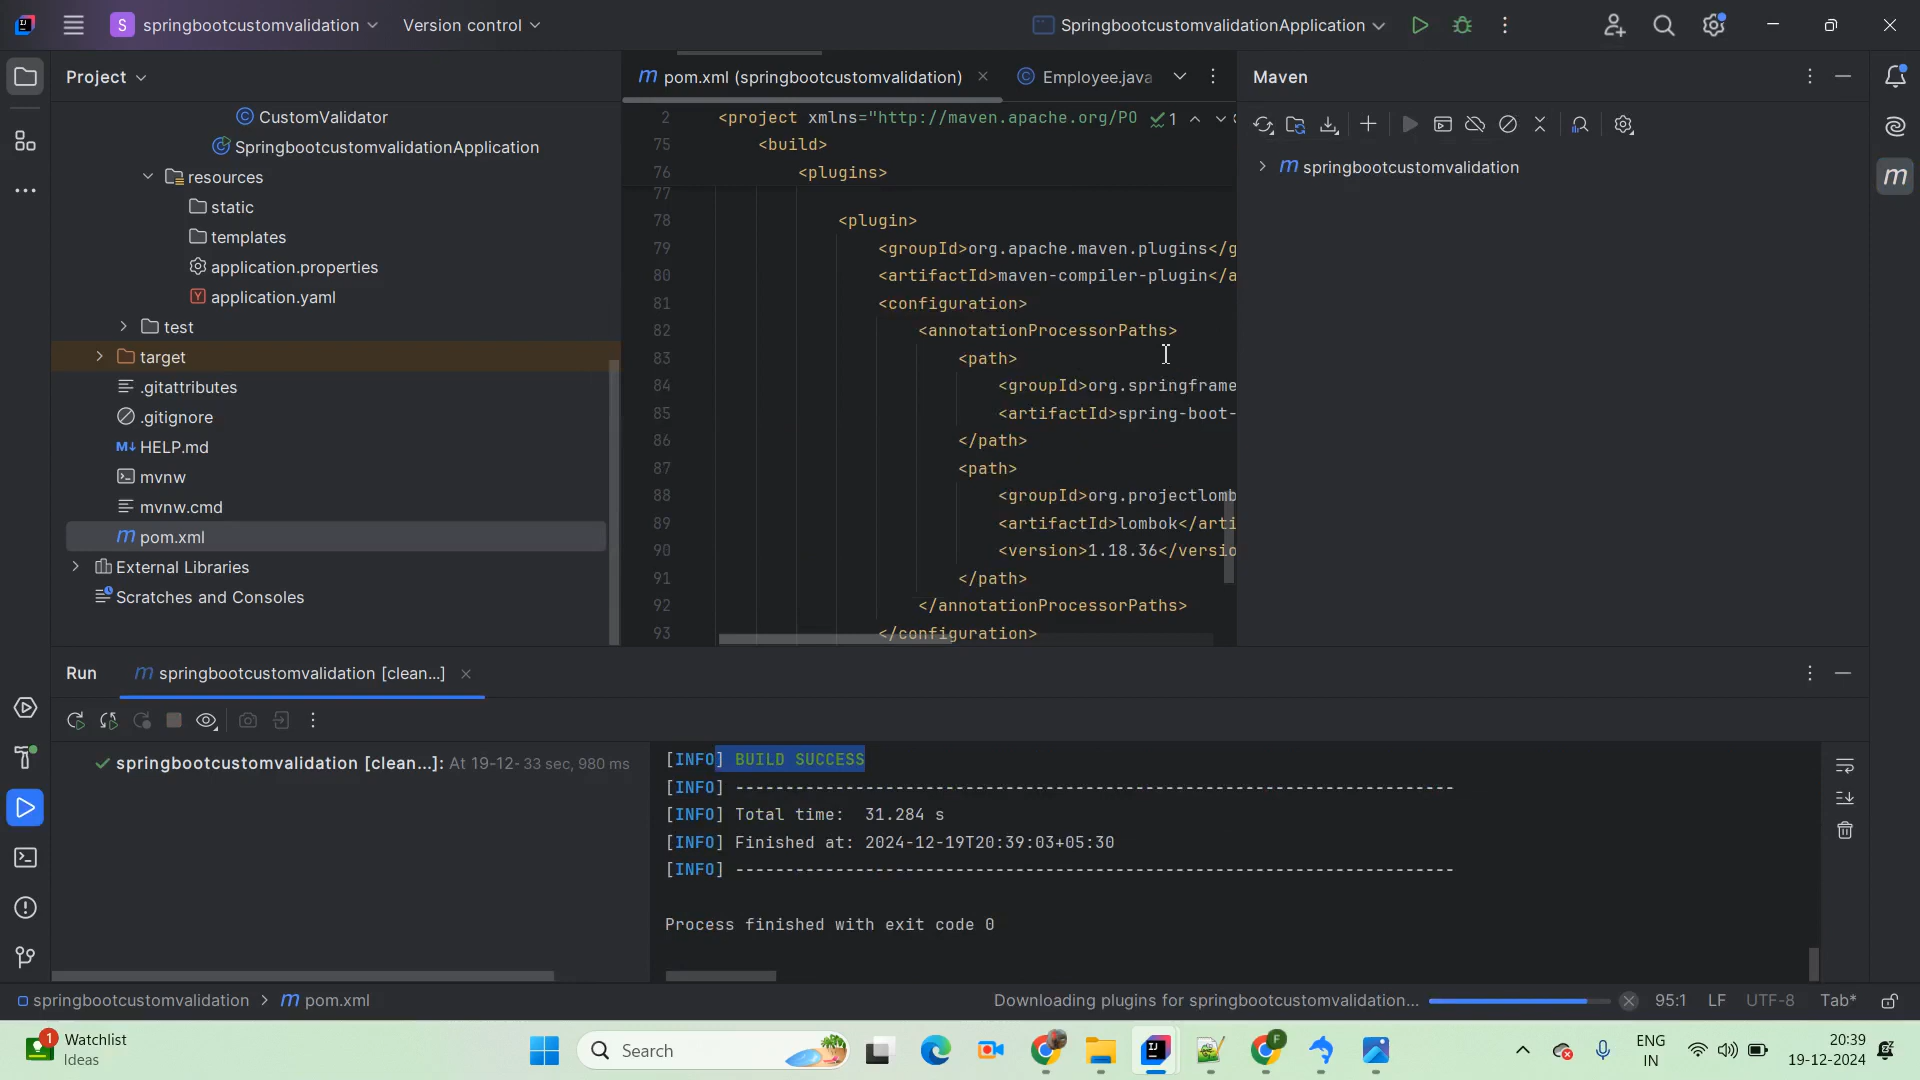 S springbootcustomvalidation
Version control
SpringbootcustomvalidationApplication
Project
CustomValidator
SpringbootcustomvalidationApplication
resources
static
templates
application.properties
application.yaml
test
target
.gitattributes
.gitignore
HELP.md
mvnw
mvnw.cmd
pom.xml
External Libraries
Scratches and Consoles
pom.xml (springbootcustomvalidation)
Employee.java
2 <project xmlns="http://maven.apache.org/PO 1
75 <build>
76 <plugins>
77
78 <plugin>
79 <groupId>org.apache.maven.plugins</g
80 <artifactId>maven-compiler-plugin</a
81 <configuration>
82 <annotationProcessorPaths>
83 <path>
84 <groupId>org.springframe
85 <artifactId>spring-boot-
86 </path>
87 <path>
88 <groupId>org.projectlomb
89 <artifactId>lombok</arti
90 <version>1.18.36</versio
91 </path>
92 </annotationProcessorPaths>
93 </configuration>
Maven
springbootcustomvalidation
Run
springbootcustomvalidation [clean...]
springbootcustomvalidation [clean...]: At 19-12- 33 sec, 980 ms
[INFO] BUILD SUCCESS
[INFO] ------------------------------------------------------------------------
[INFO] Total time:  31.284 s
[INFO] Finished at: 2024-12-19T20:39:03+05:30
[INFO] ------------------------------------------------------------------------
Process finished with exit code 0
springbootcustomvalidation > pom.xml
Downloading plugins for springbootcustomvalidation...
95:1 LF UTF-8 Tab*
1 Watchlist
Ideas
Search
ENG
IN
20:39
19-12-2024